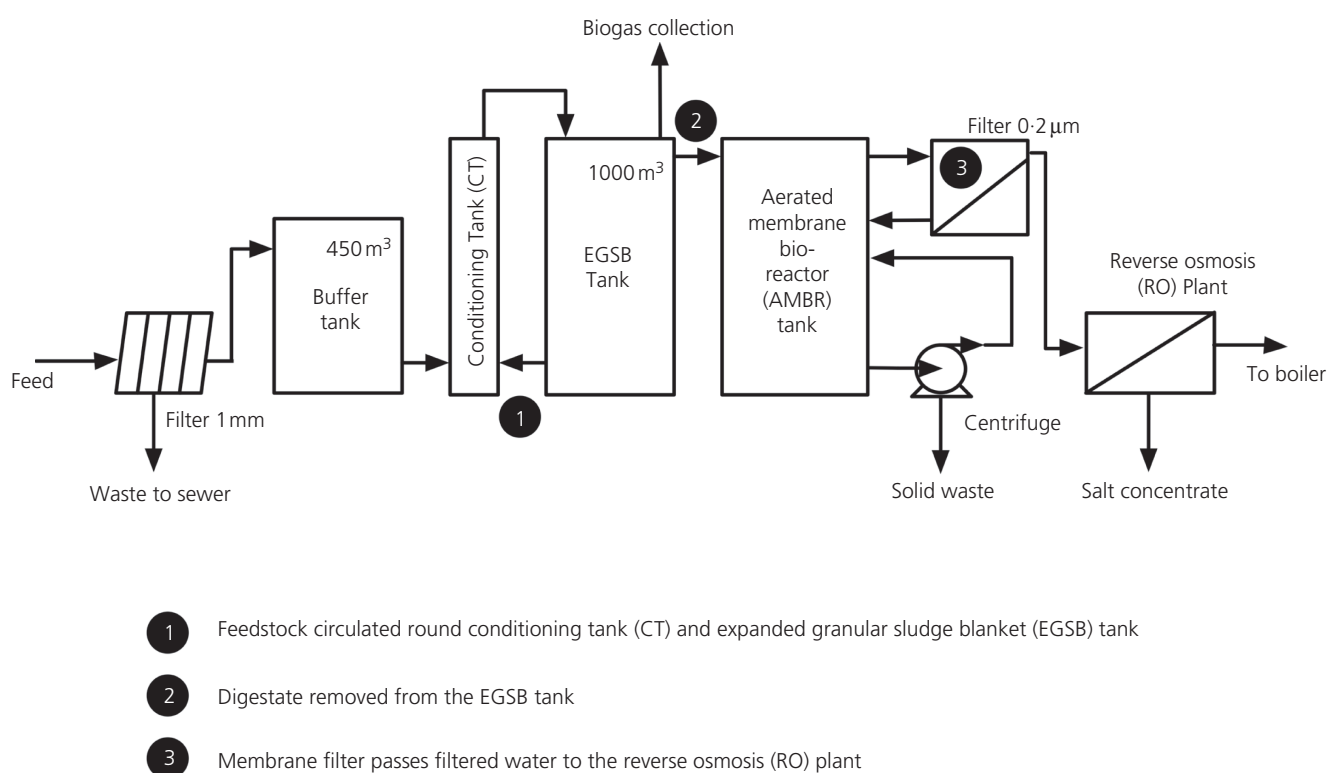 Biogas collection
2
Filter 0·2 μm
3
Conditioning Tank (CT)
1000 m³
EGSB
Tank
Aerated
membrane
bio-
reactor
(AMBR)
tank
450 m³
Buffer
tank
Reverse osmosis
(RO) Plant
Feed
To boiler
Filter 1 mm
1
Centrifuge
Waste to sewer
Solid waste
Salt concentrate
1 Feedstock circulated round conditioning tank (CT) and expanded granular sludge blanket (EGSB) tank
2 Digestate removed from the EGSB tank
3 Membrane filter passes filtered water to the reverse osmosis (RO) plant